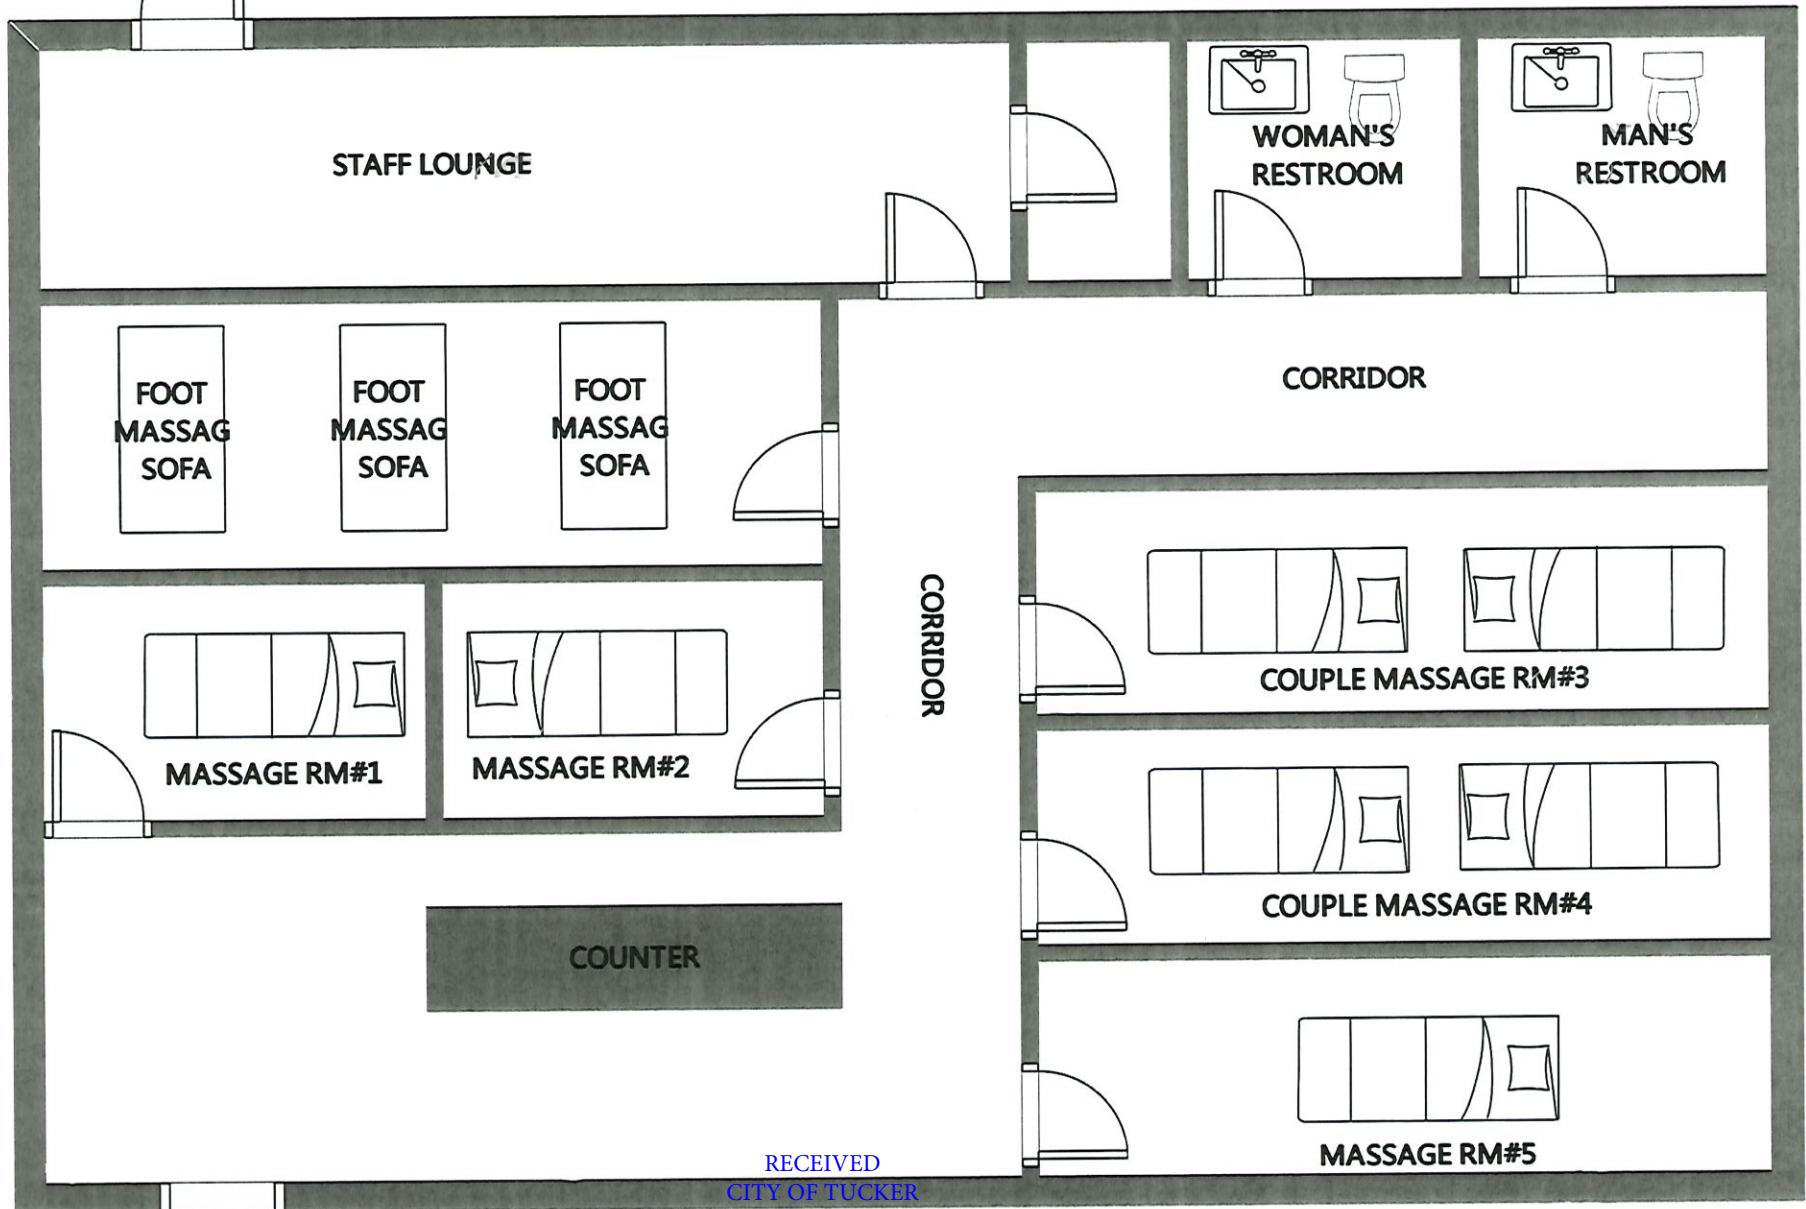 STAFF LOUNGE
WOMAN'S
RESTROOM
MAN'S
RESTROOM
FOOT
MASSAG
SOFA
FOOT
MASSAG
SOFA
FOOT
MASSAG
SOFA
CORRIDOR
CORRIDOR
COUPLE MASSAGE RM#3
MASSAGE RM#1
MASSAGE RM#2
COUPLE MASSAGE RM#4
COUNTER
MASSAGE RM#5
RECEIVED
CITY OF TUCKER